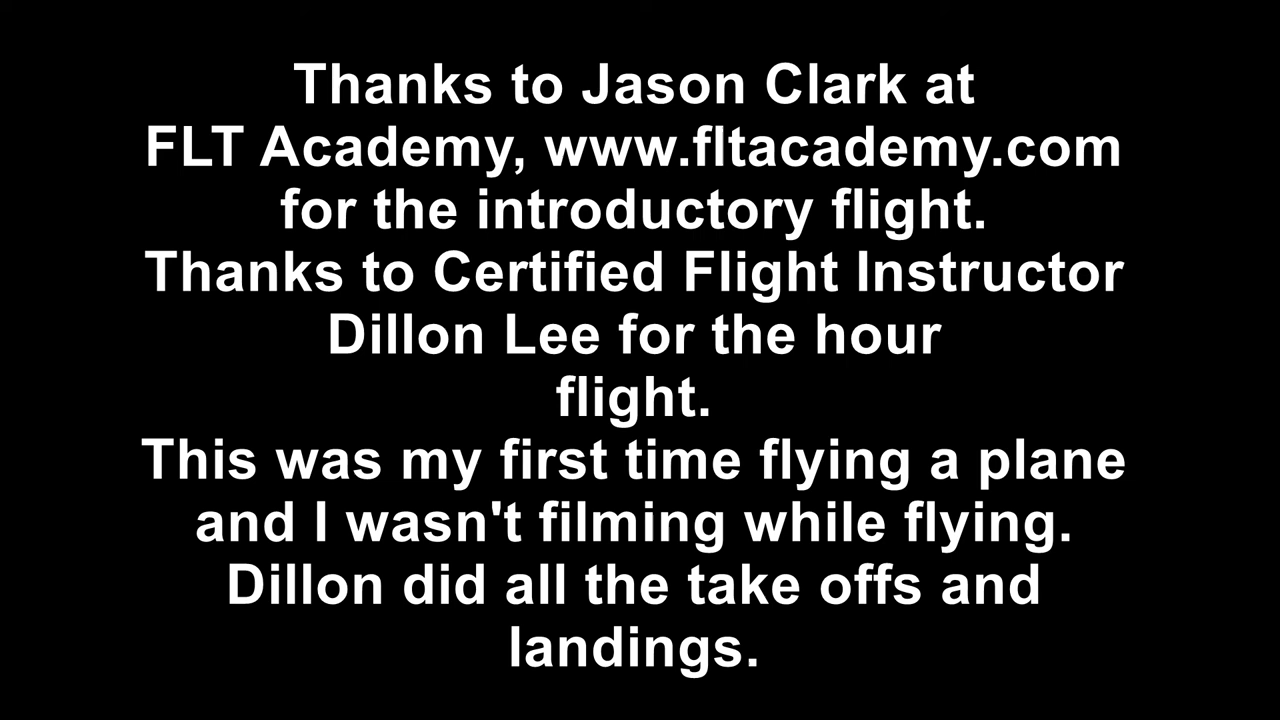 Thanks to Jason Clark at
FLT Academy, www.fltacademy.com
for the introductory flight.
Thanks to Certified Flight Instructor
Dillon Lee for the hour
flight.
This was my first time flying a plane
and I wasn't filming while flying.
Dillon did all the take offs and
landings.